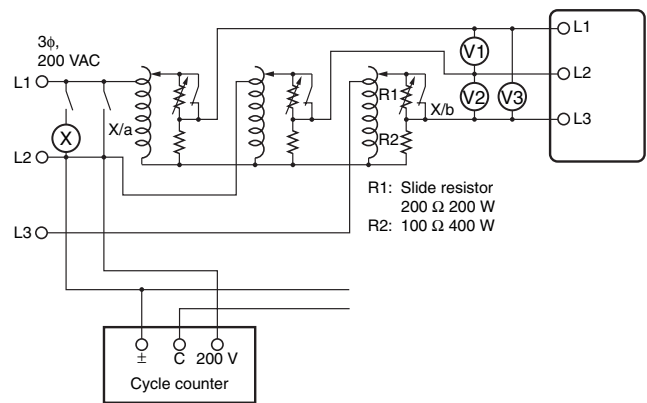 3ϕ,
200 VAC
L1
L2
L3
X
X/a
R1
R2
X/b
V1
V2
V3
L1
L2
L3
R1: Slide resistor
200 Ω 200 W
R2: 100 Ω 400 W
± C 200 V
Cycle counter